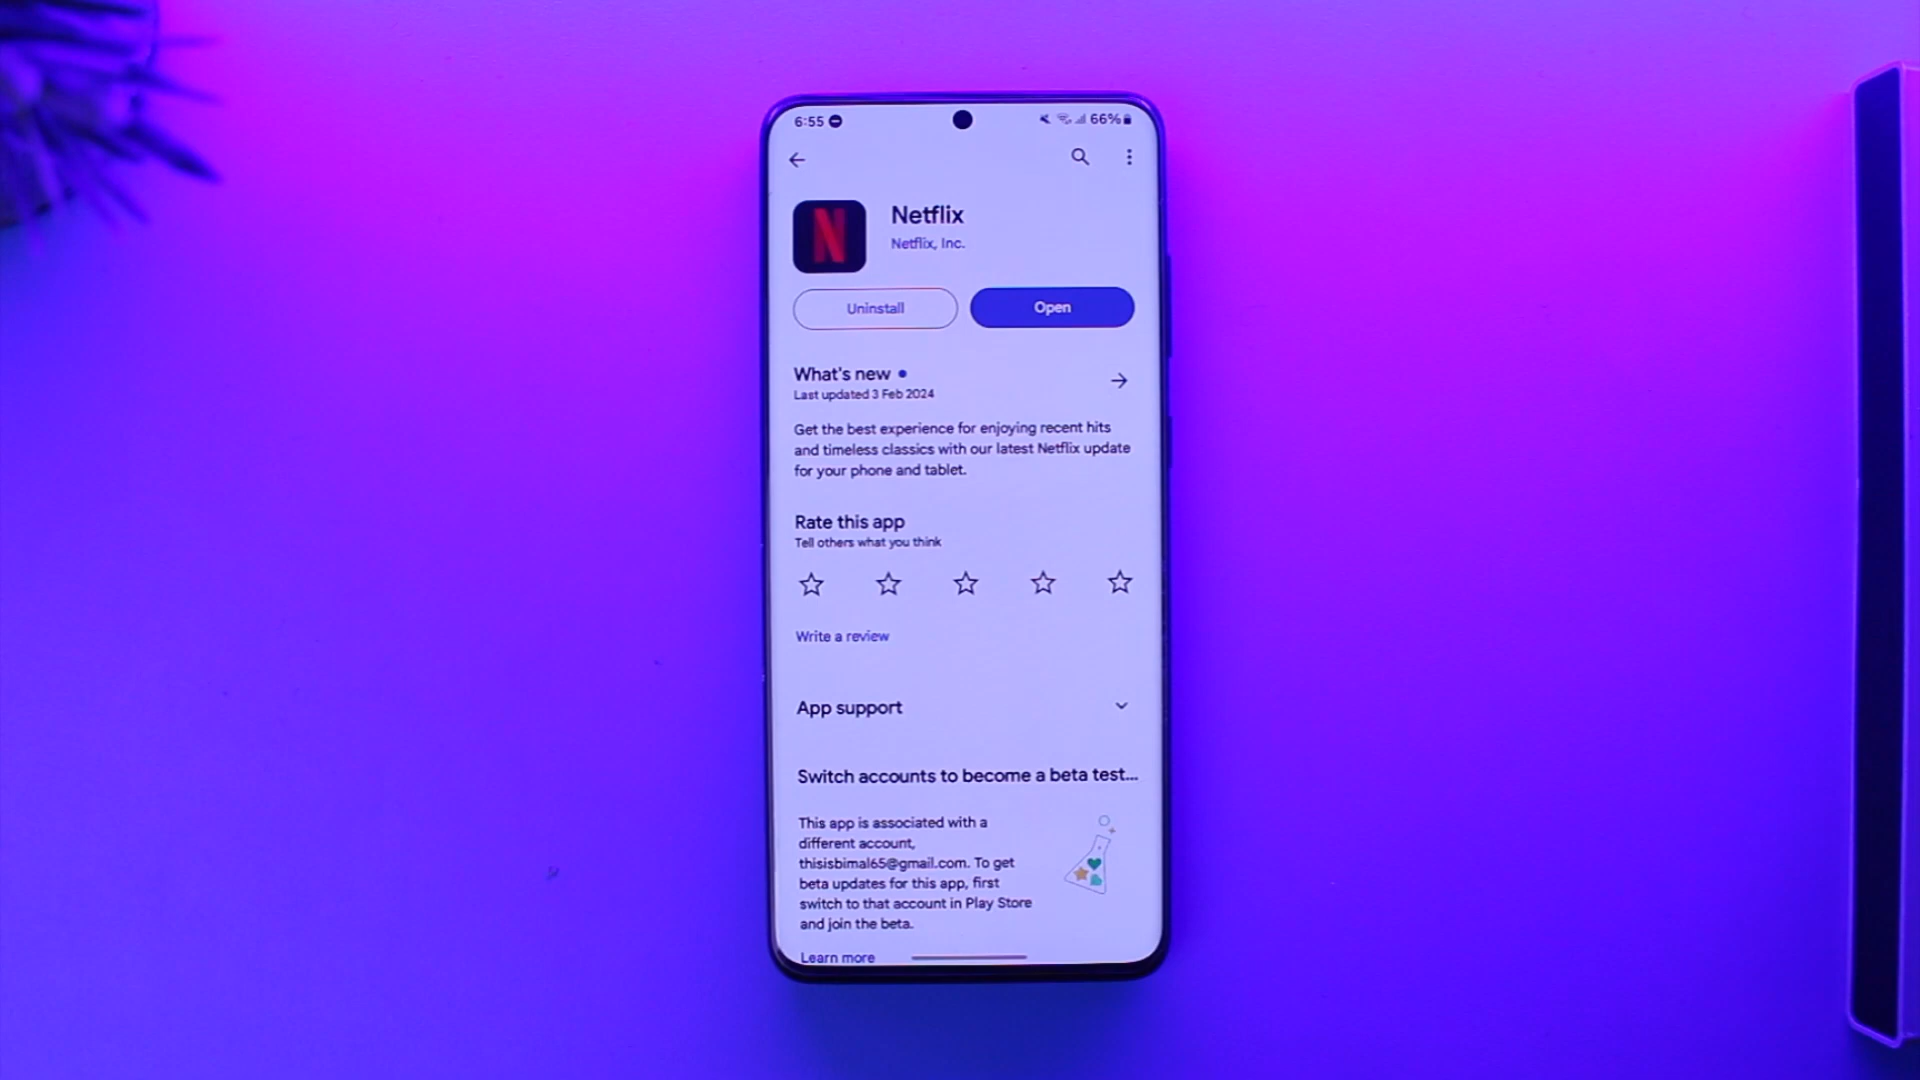 6:55
66%
N
Netflix
Netflix, Inc.
Uninstall
Open
What's new
Last updated 3 Feb 2024
Get the best experience for enjoying recent hits
and timeless classics with our latest Netflix update
for your phone and tablet.
Rate this app
Tell others what you think
Write a review
App support
Switch accounts to become a beta test...
This app is associated with a
different account,
thisisbimal65@gmail.com. To get
beta updates for this app, first
switch to that account in Play Store
and join the beta.
Learn more